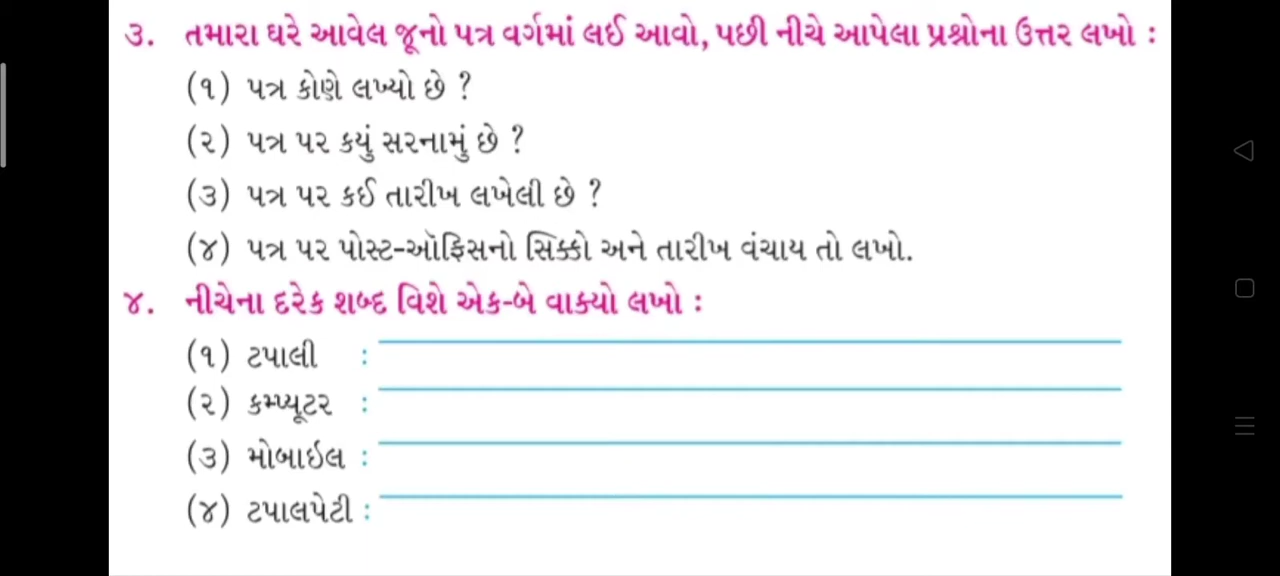 ૩. તમારા ઘરે આવેલ જૂનો પત્ર વર્ગમાં લઈ આવો, પછી નીચે આપેલા પ્રશ્નોના ઉત્તર લખો :
(૧) પત્ર કોણે લખ્યો છે ?
(૨) પત્ર પર કયું સરનામું છે ?
(૩) પત્ર પર કઈ તારીખ લખેલી છે ?
(૪) પત્ર પર પોસ્ટ-ઑફિસનો સિક્કો અને તારીખ વંચાય તો લખો.
૪. નીચેના દરેક શબ્દ વિશે એક-બે વાક્યો લખો :
(૧) ટપાલી :
(૨) કમ્પ્યૂટર :
(૩) મોબાઇલ :
(૪) ટપાલપેટી :